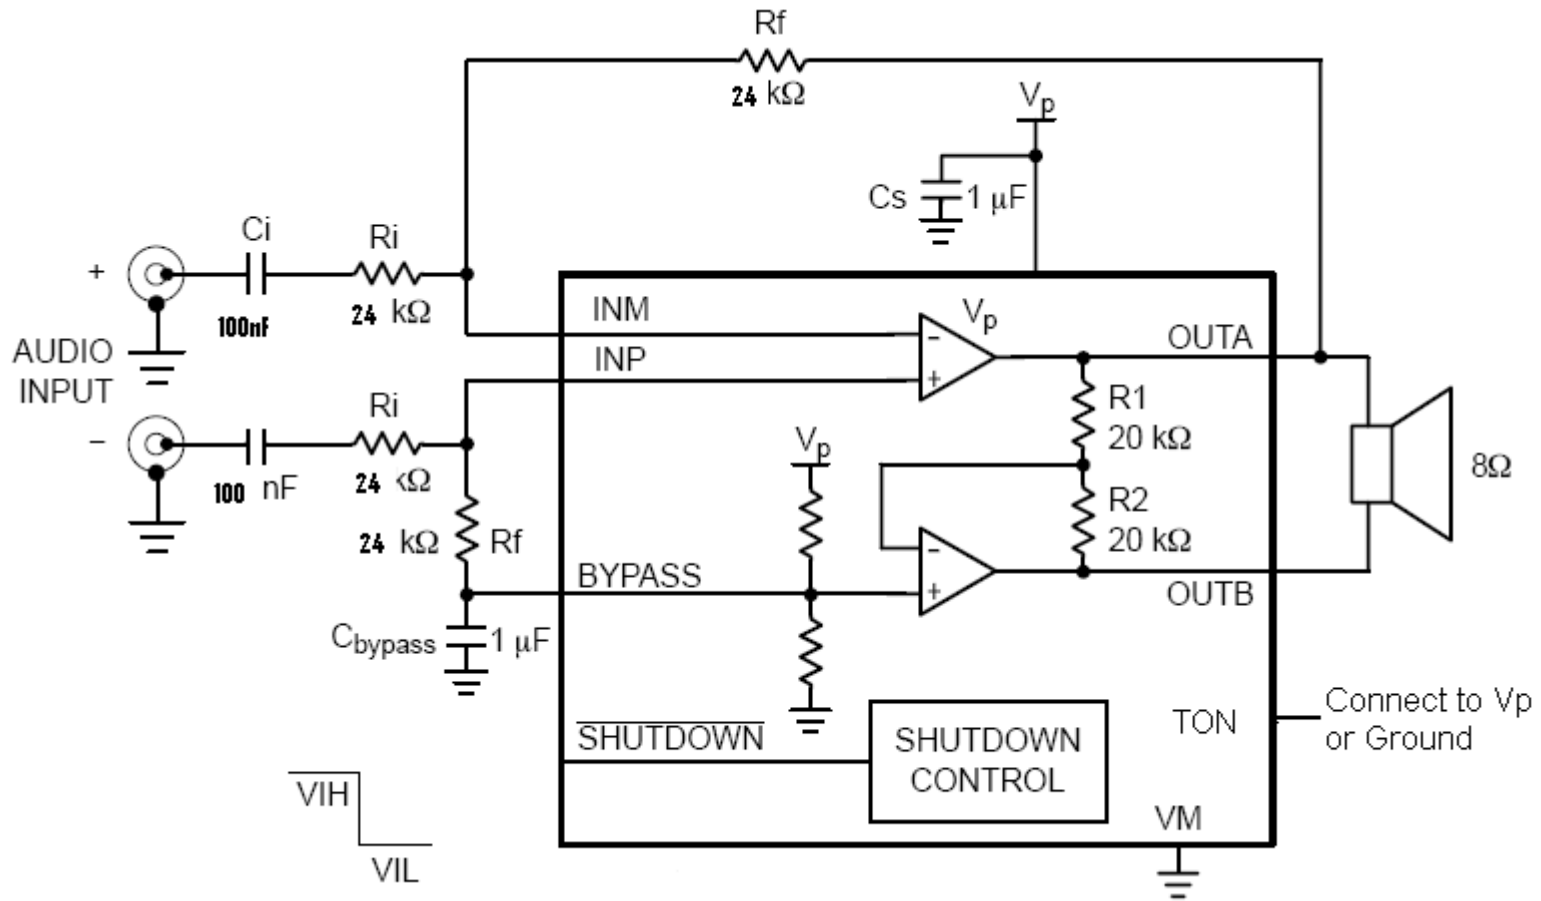 Rf
24 kΩ
Vp
Cs
1 μF
Ci
Ri
+
100nF
24 kΩ
INM
Vp
OUTA
AUDIO
INPUT
INP
-
+
Ri
R1
20 kΩ
–
Vp
8Ω
100 nF
24 kΩ
R2
20 kΩ
24 kΩ
Rf
-
BYPASS
+
OUTB
Cbypass
1 μF
SHUTDOWN
SHUTDOWN
CONTROL
TON
Connect to Vp
or Ground
VIH
VM
VIL